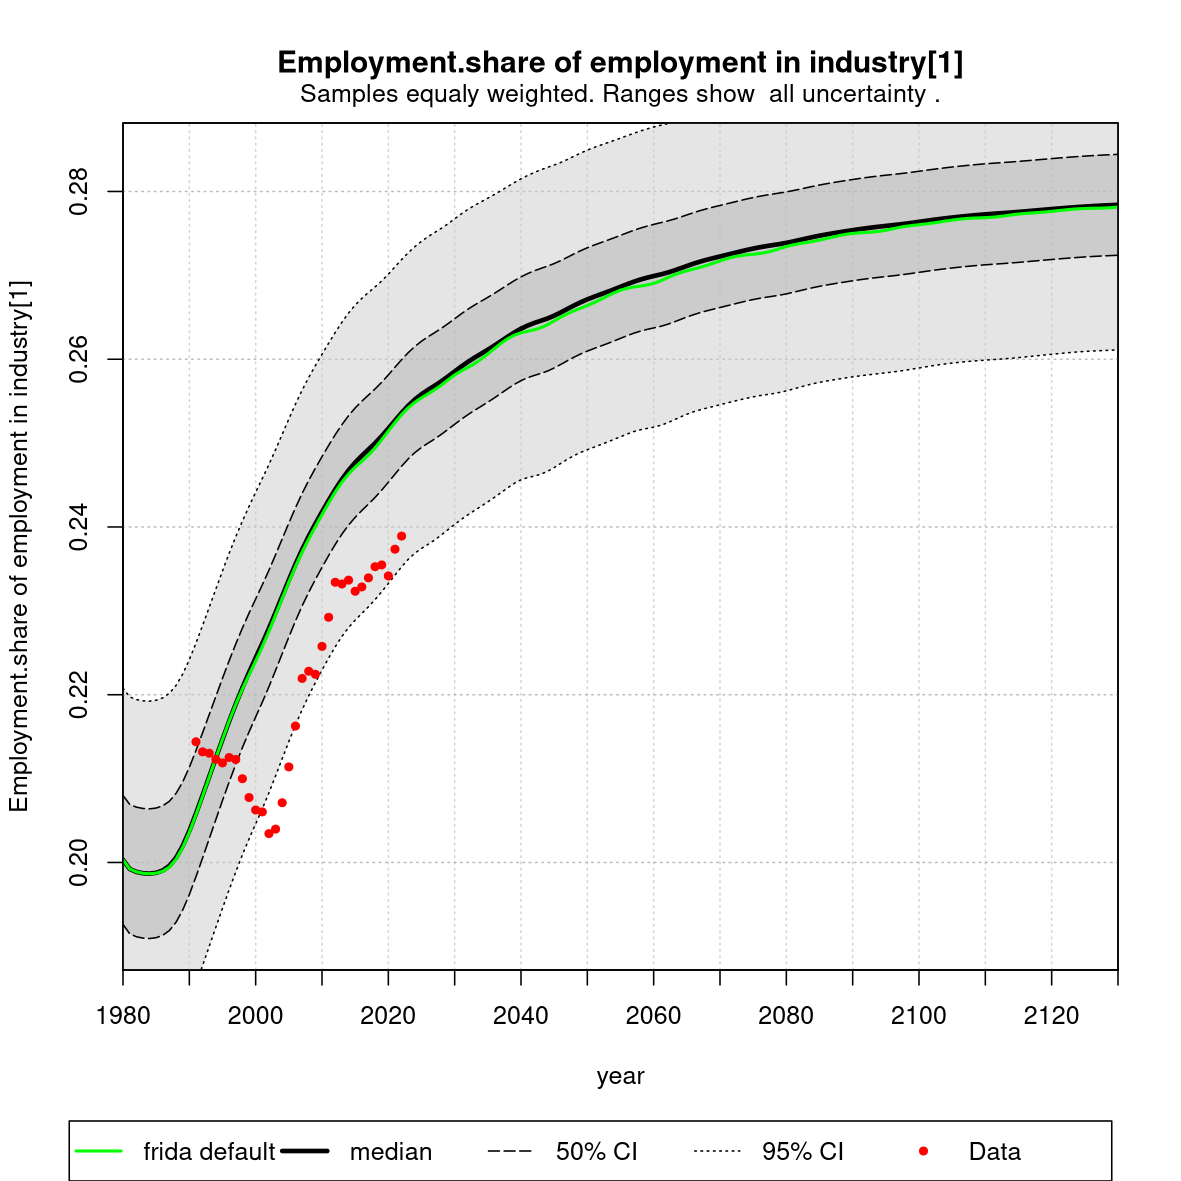 Employment.share of employment in industry[1]
Samples equaly weighted. Ranges show  all uncertainty .
Employment.share of employment in industry[1]
0.28
0.26
0.24
0.22
0.20
1980 2000 2020 2040 2060 2080 2100 2120
year
frida default median 50% CI 95% CI Data